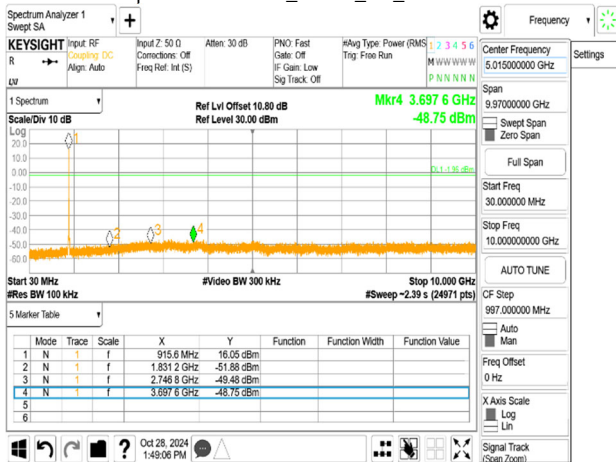 Spectrum Analyzer 1
Swept SA
+
Frequency
KEYSIGHT Input: RF Input Z: 50 Ω Atten: 30 dB PNO: Fast #Avg Type: Power (RMS 1 2 3 4 5 6
R Coupling: DC Corrections: Off Gate: Off Trig: Free Run M W W W W W
Align: Auto Freq Ref: Int (S) IF Gain: Low P N N N N N
LXI Sig Track: Off
1 Spectrum
Scale/Div 10 dB
Ref Lvl Offset 10.80 dB
Ref Level 30.00 dBm
Mkr4 3.697 6 GHz
-48.75 dBm
Log
20.0
10.0
0.00
-10.0
-20.0
-30.0
-40.0
-50.0
-60.0
1
2
3
4
Start 30 MHz #Video BW 300 kHz Stop 10.000 GHz
#Res BW 100 kHz #Sweep ~2.39 s (24971 pts)
5 Marker Table
Mode Trace Scale X Y Function Function Width Function Value
1 N 1 f 915.6 MHz 16.05 dBm
2 N 1 f 1.831 2 GHz -51.88 dBm
3 N 1 f 2.746 8 GHz -49.48 dBm
4 N 1 f 3.697 6 GHz -48.75 dBm
5
6
?
Oct 28, 2024
1:49:06 PM
Center Frequency
5.015000000 GHz
Settings
Span
9.97000000 GHz
Swept Span
Zero Span
Full Span
Start Freq
30.000000 MHz
Stop Freq
10.000000000 GHz
AUTO TUNE
CF Step
997.000000 MHz
Auto
Man
Freq Offset
0 Hz
X Axis Scale
Log
Lin
Signal Track
(Span Zoom)